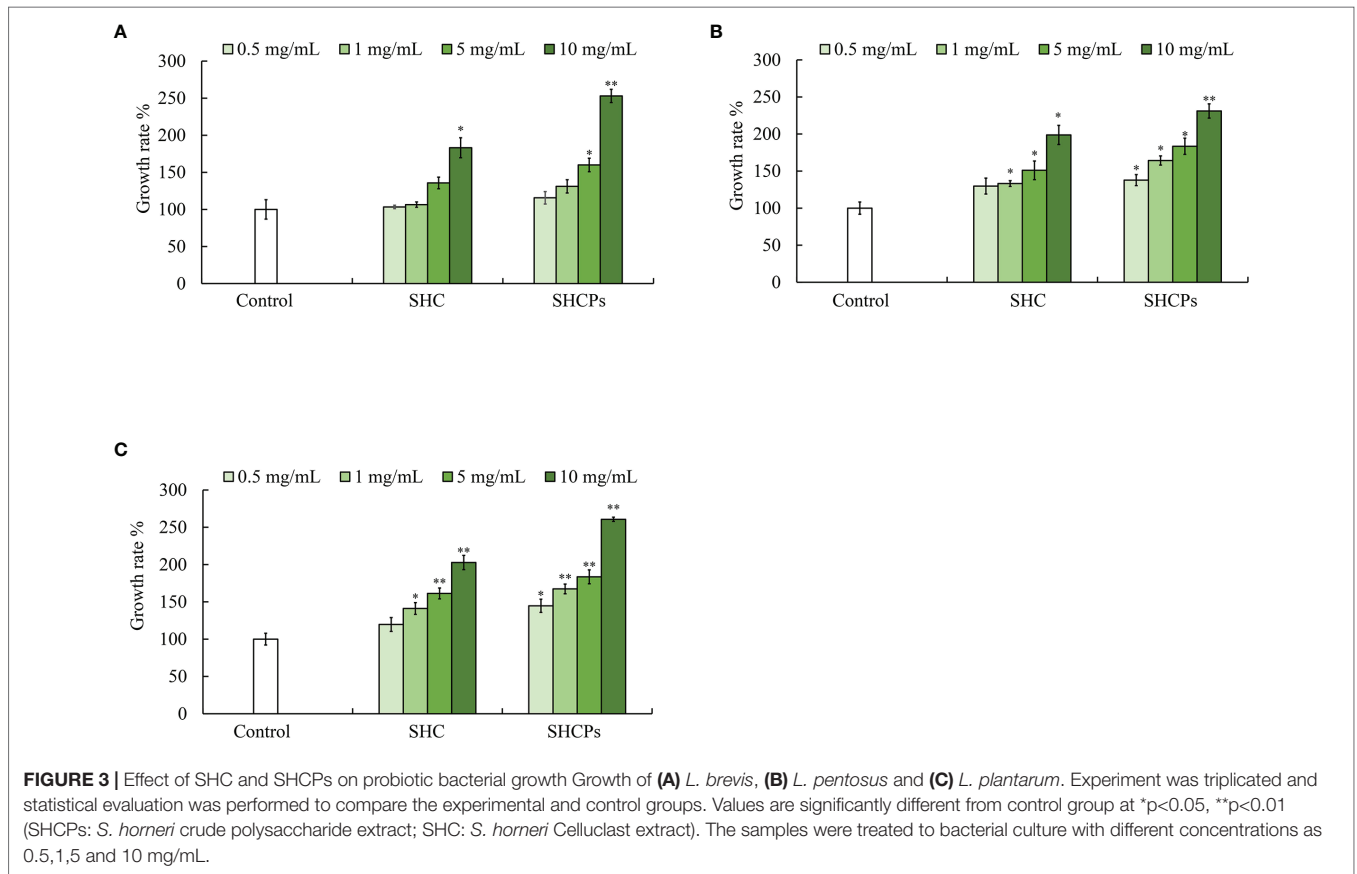 A
0.5 mg/mL 1 mg/mL 5 mg/mL 10 mg/mL
300
250
200
150
100
50
0
Growth rate %
*
*
**
Control SHC SHCPs
B
0.5 mg/mL 1 mg/mL 5 mg/mL 10 mg/mL
300
250
200
150
100
50
0
Growth rate %
*
*
*
*
*
*
**
Control SHC SHCPs
C
0.5 mg/mL 1 mg/mL 5 mg/mL 10 mg/mL
300
250
200
150
100
50
0
Growth rate %
*
**
**
*
**
**
**
Control SHC SHCPs
FIGURE 3 | Effect of SHC and SHCPs on probiotic bacterial growth Growth of (A) L. brevis, (B) L. pentosus and (C) L. plantarum. Experiment was triplicated and
statistical evaluation was performed to compare the experimental and control groups. Values are significantly different from control group at *p<0.05, **p<0.01
(SHCPs: S. horneri crude polysaccharide extract; SHC: S. horneri Celluclast extract). The samples were treated to bacterial culture with different concentrations as
0.5,1,5 and 10 mg/mL.